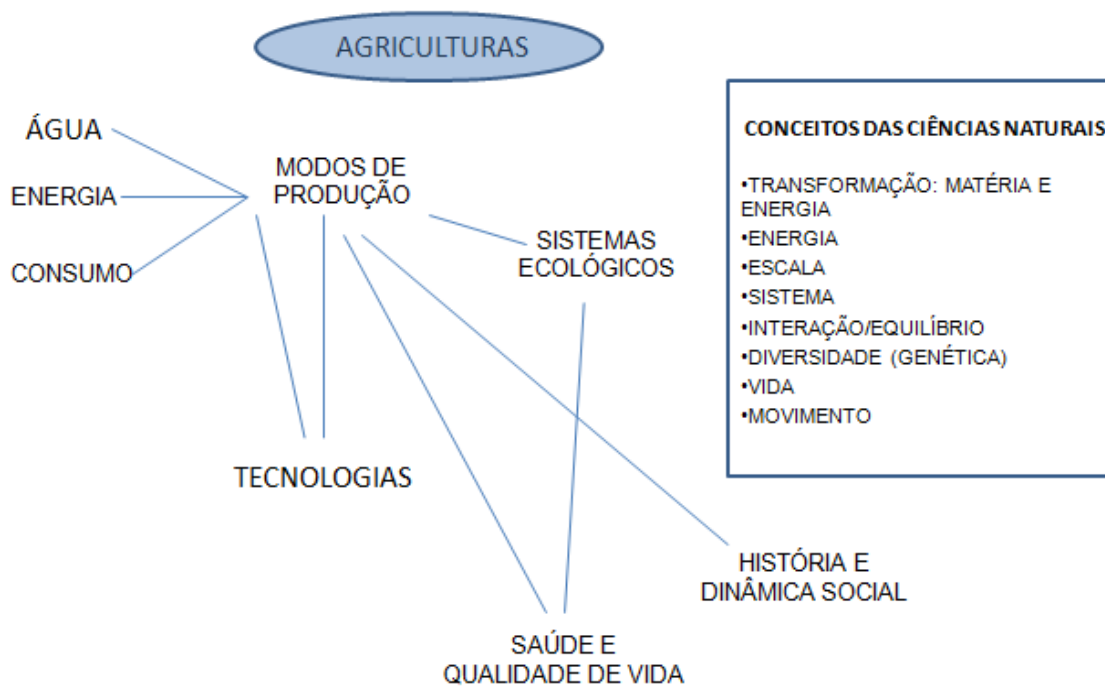 AGRICULTURAS
ÁGUA
ENERGIA
CONSUMO
MODOS DE
PRODUÇÃO
SISTEMAS
ECOLÓGICOS
TECNOLOGIAS
HISTÓRIA E
DINÂMICA SOCIAL
SAÚDE E
QUALIDADE DE VIDA
CONCEITOS DAS CIÊNCIAS NATURAIS
•TRANSFORMAÇÃO: MATÉRIA E
ENERGIA
•ENERGIA
•ESCALA
•SISTEMA
•INTERAÇÃO/EQUILÍBRIO
•DIVERSIDADE (GENÉTICA)
•VIDA
•MOVIMENTO